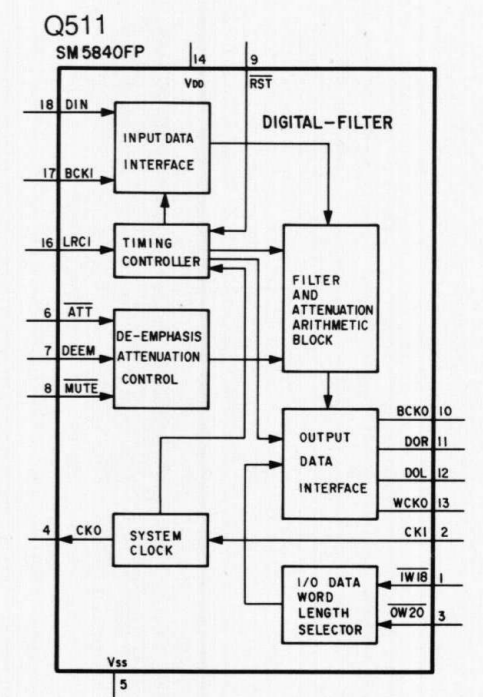 Q511
SM5840FP
14
9
VDD
RST
18 DIN
DIGITAL-FILTER
INPUT DATA
INTERFACE
17 BCKI
16 LRCI
TIMING
CONTROLLER
FILTER
AND
ATTENUATION
ARITHMETIC
BLOCK
6 ATT
7 DEEM
8 MUTE
DE-EMPHASIS
ATTENUATION
CONTROL
OUTPUT
DATA
INTERFACE
BCKO 10
DOR 11
DOL 12
WCKO 13
4 CKO
SYSTEM
CLOCK
CKI 2
I/O DATA
WORD
LENGTH
SELECTOR
IW18 1
OW20 3
Vss
5